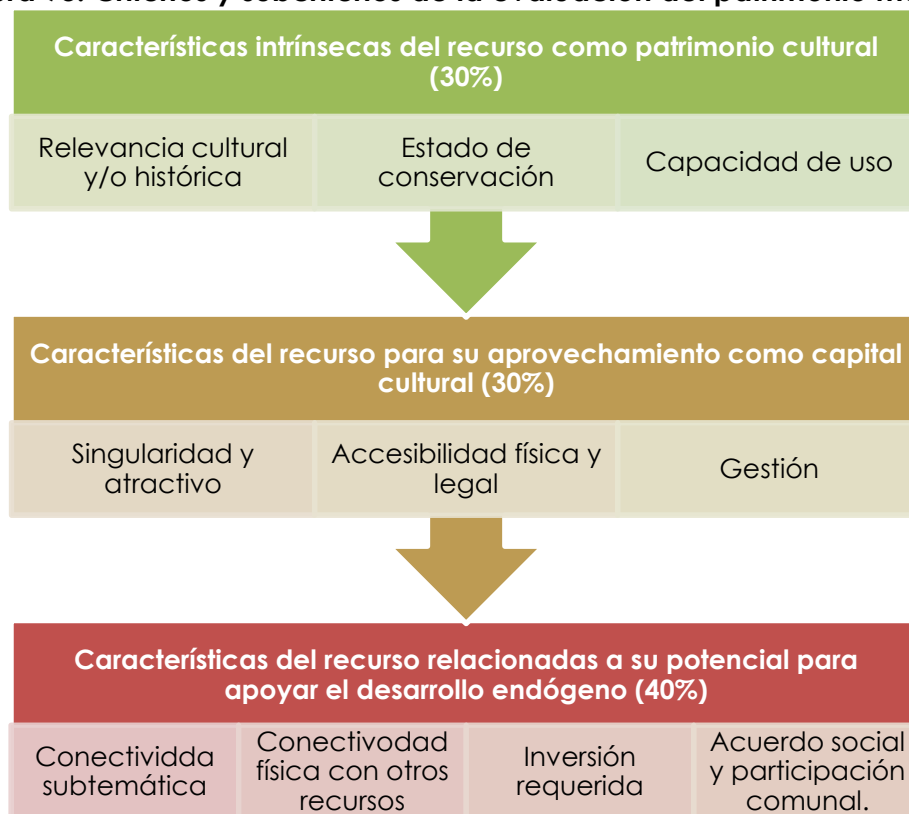 Características intrínsecas del recurso como patrimonio cultural
(30%)
Relevancia cultural
y/o histórica
Estado de
conservación
Capacidad de uso
Características del recurso para su aprovechamiento como capital
cultural (30%)
Singularidad y
atractivo
Accesibilidad física y
legal
Gestión
Características del recurso relacionadas a su potencial para
apoyar el desarrollo endógeno (40%)
Conectividda
subtemática
Conectivodad
física con otros
recursos
Inversión
requerida
Acuerdo social
y participación
comunal.